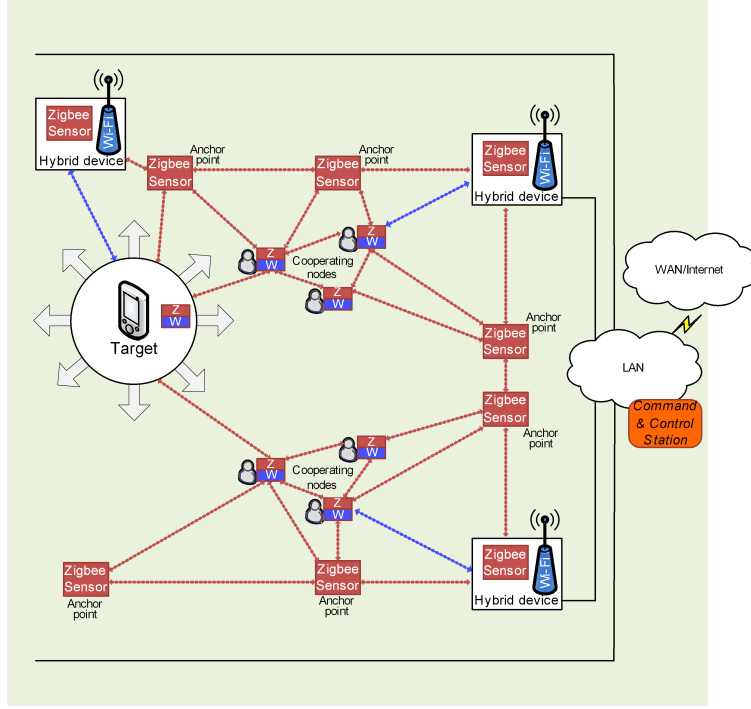 Zigbee
Sensor
Wi-Fi
Hybrid device
Anchor
point
Zigbee
Sensor
Anchor
point
Zigbee
Sensor
Zigbee
Sensor
Wi-Fi
Hybrid device
Z
W
Z
W
Cooperating
nodes
Z
W
Z
W
Target
Anchor
point
Zigbee
Sensor
WAN/Internet
LAN
Command
& Control
Station
Zigbee
Sensor
Anchor
point
Z
W
Z
W
Cooperating
nodes
Z
W
Zigbee
Sensor
Anchor
point
Zigbee
Sensor
Anchor
point
Zigbee
Sensor
Wi-Fi
Hybrid device